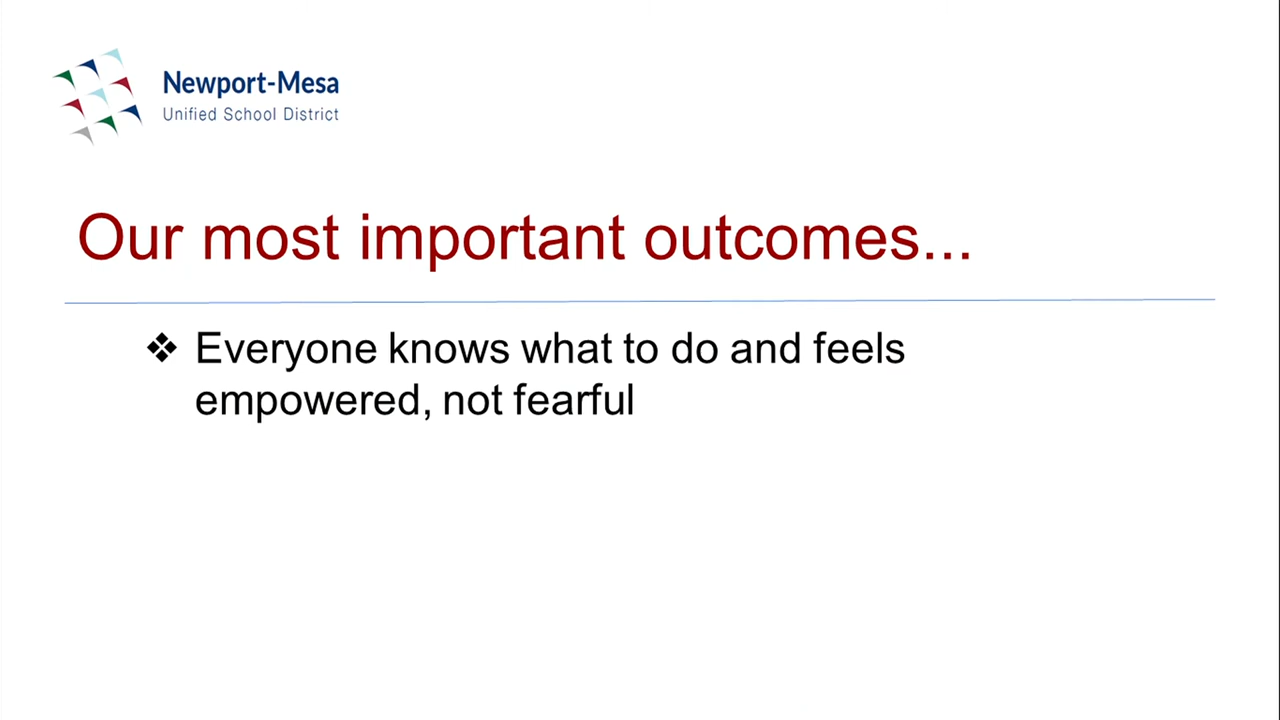 Newport-Mesa
Unified School District
Our most important outcomes...
❖ Everyone knows what to do and feels
empowered, not fearful